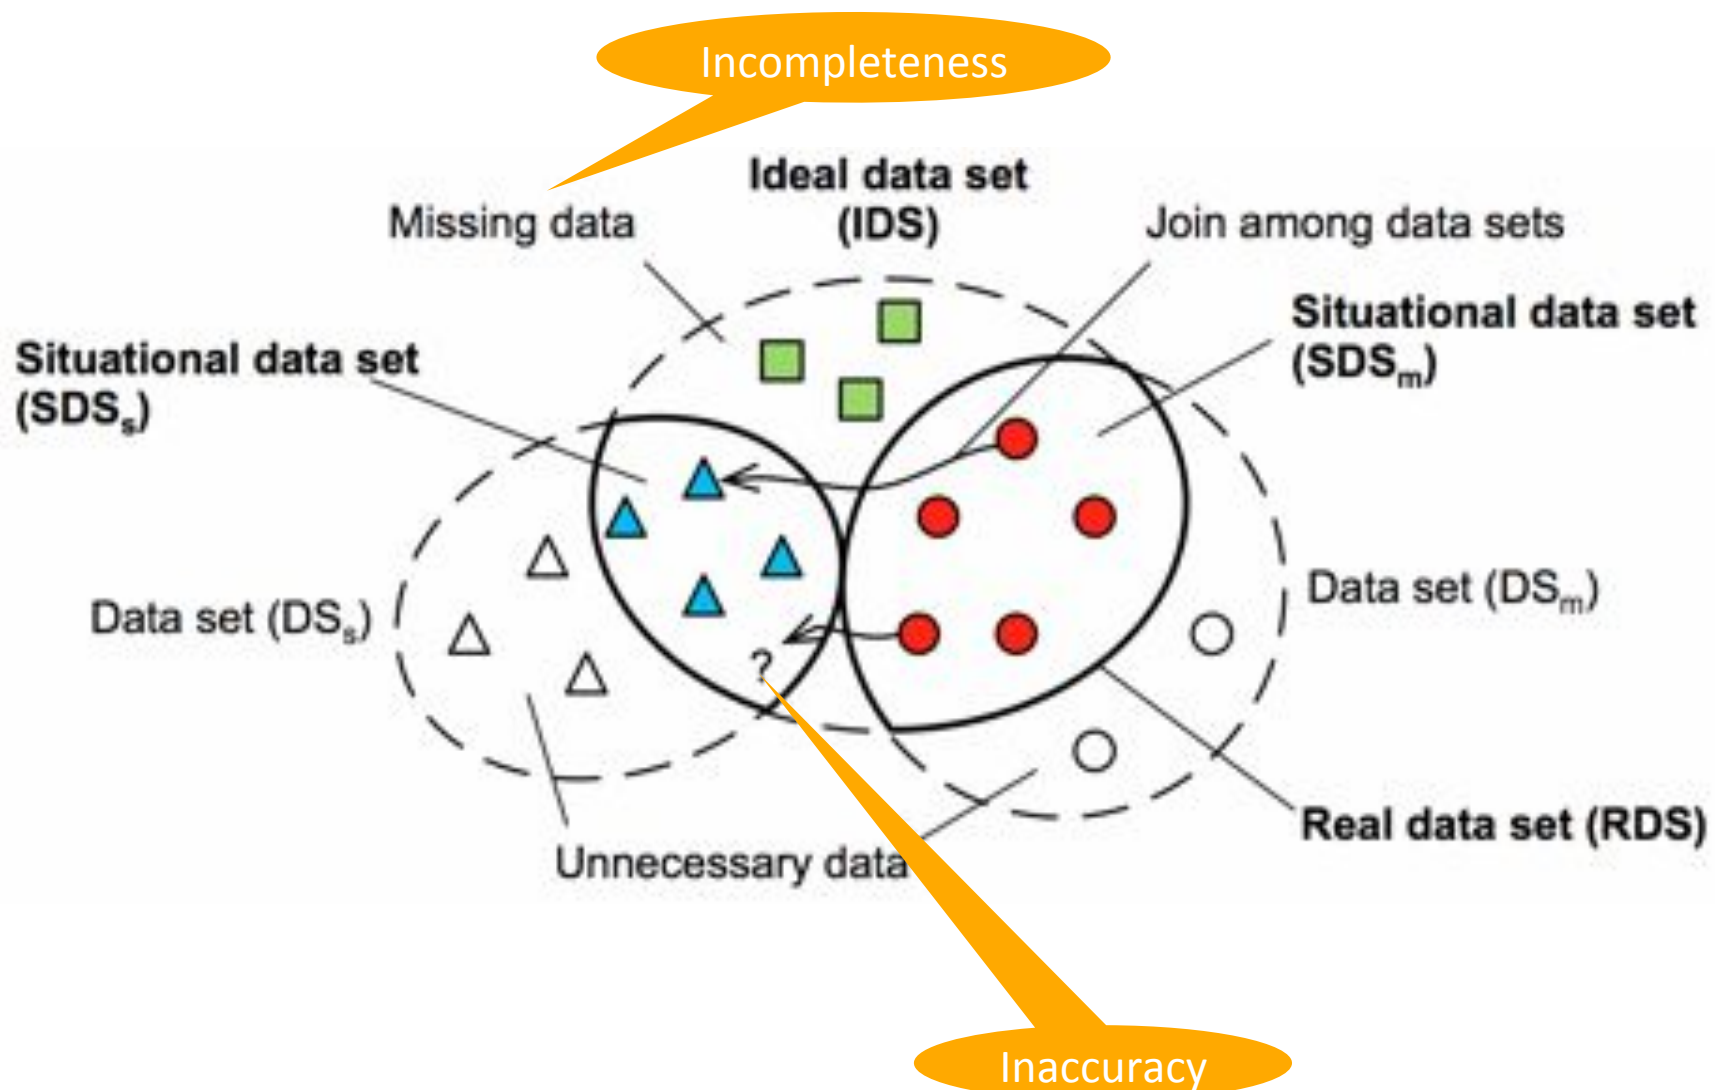 Incompleteness
Ideal data set
(IDS)
Missing data
Join among data sets
Situational data set
(SDSm)
Situational data set
(SDSs)
Data set (DSm)
Data set (DSs)
?
Real data set (RDS)
Unnecessary data
Inaccuracy